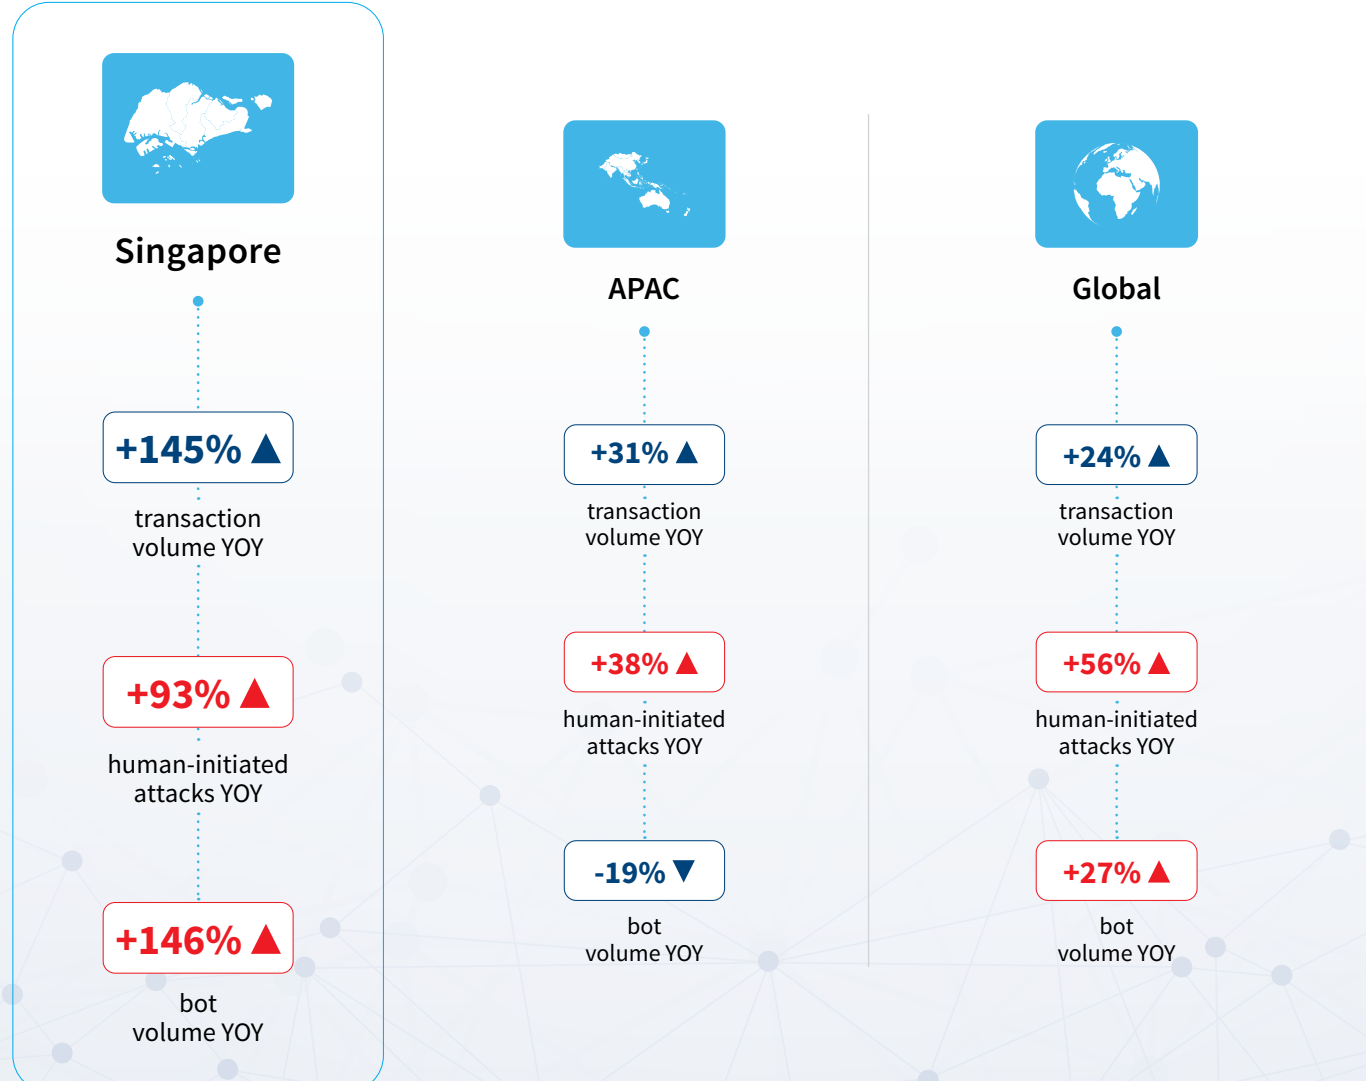 Singapore
+145% ▲
transaction
volume YOY
+93% ▲
human-initiated
attacks YOY
+146% ▲
bot
volume YOY
APAC
+31% ▲
transaction
volume YOY
+38% ▲
human-initiated
attacks YOY
-19% ▼
bot
volume YOY
Global
+24% ▲
transaction
volume YOY
+56% ▲
human-initiated
attacks YOY
+27% ▲
bot
volume YOY